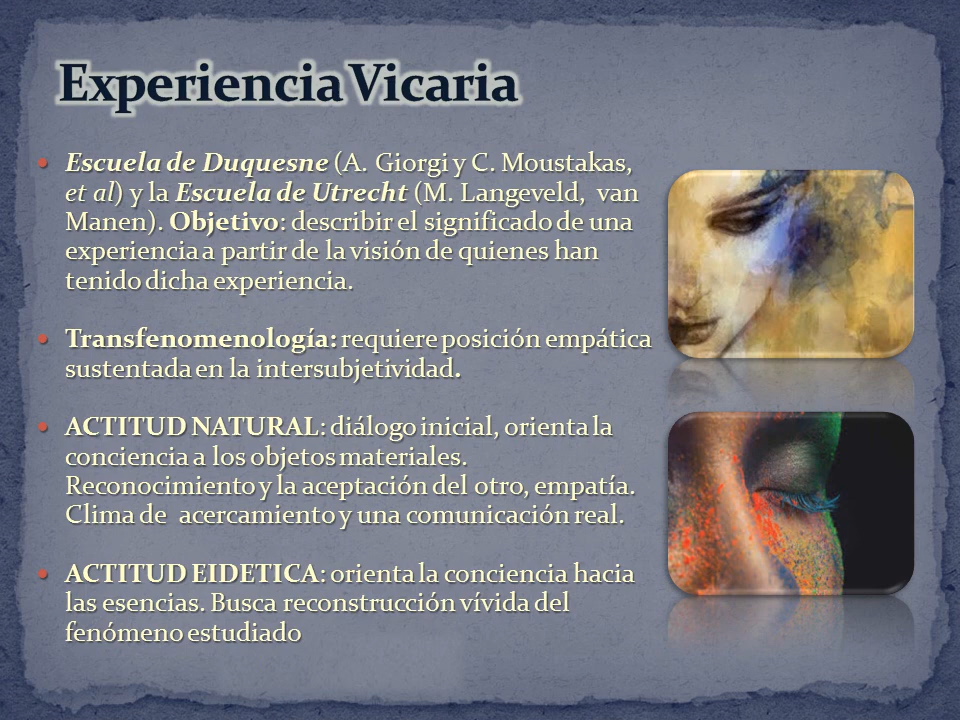 Experiencia Vicaria
• Escuela de Duquesne (A. Giorgi y C. Moustakas,
et al) y la Escuela de Utrecht (M. Langeveld, van
Manen). Objetivo: describir el significado de una
experiencia a partir de la visión de quienes han
tenido dicha experiencia.
• Transfenomenología: requiere posición empática
sustentada en la intersubjetividad.
• ACTITUD NATURAL: diálogo inicial, orienta la
conciencia a los objetos materiales.
Reconocimiento y la aceptación del otro, empatía.
Clima de acercamiento y una comunicación real.
• ACTITUD EIDETICA: orienta la conciencia hacia
las esencias. Busca reconstrucción vívida del
fenómeno estudiado